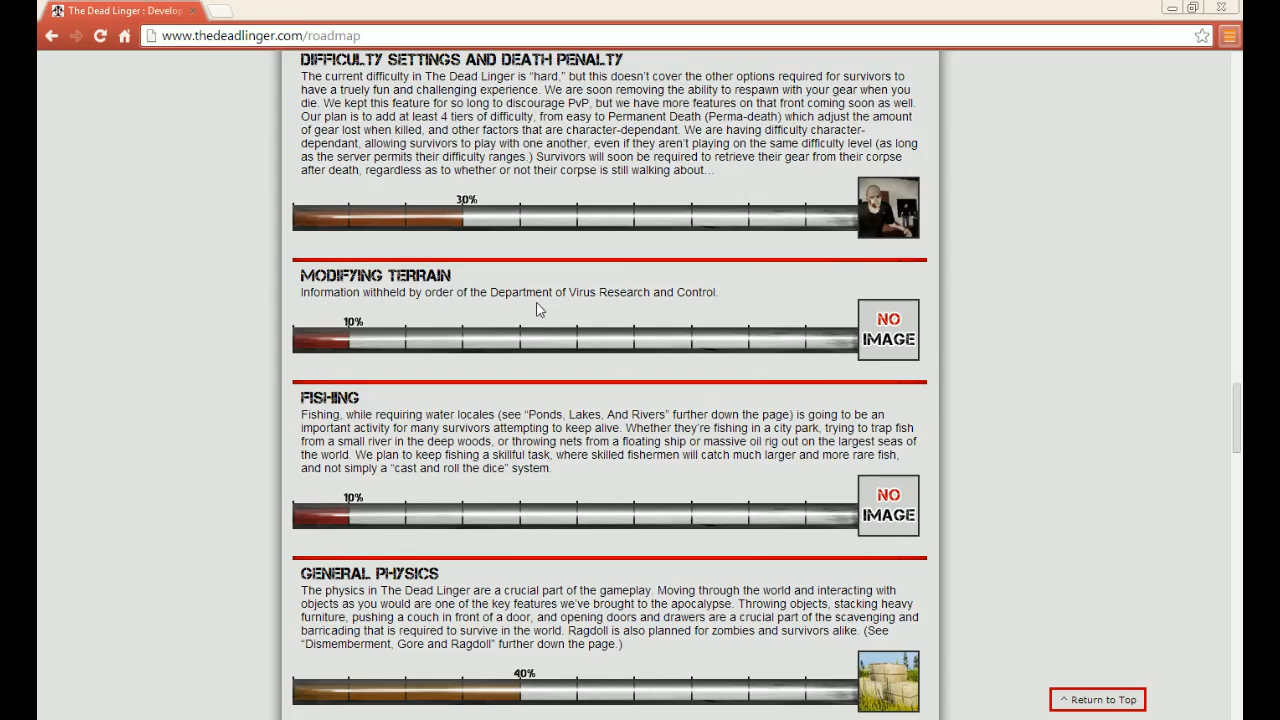 The Dead Linger : Develop
www.thedeadlinger.com/roadmap
DIFFICULTY SETTINGS AND DEATH PENALTY
The current difficulty in The Dead Linger is “hard,” but this doesn’t cover the other options required for survivors to
have a truely fun and challenging experience. We are soon removing the ability to respawn with your gear when you
die. We kept this feature for so long to discourage PvP, but we have more features on that front coming soon as well.
Our plan is to add at least 4 tiers of difficulty, from easy to Permanent Death (Perma-death) which adjust the amount
of gear lost when killed, and other factors that are character-dependant. We are having difficulty character-
dependant, allowing survivors to play with one another, even if they aren’t playing on the same difficulty level (as long
as the server permits their difficulty ranges.) Survivors will soon be required to retrieve their gear from their corpse
after death, regardless as to whether or not their corpse is still walking about…
30%
MODIFYING TERRAIN
Information withheld by order of the Department of Virus Research and Control.
10%
NO
IMAGE
FISHING
Fishing, while requiring water locales (see “Ponds, Lakes, And Rivers” further down the page) is going to be an
important activity for many survivors attempting to keep alive. Whether they’re fishing in a city park, trying to trap fish
from a small river in the deep woods, or throwing nets from a floating ship or massive oil rig out on the largest seas of
the world. We plan to keep fishing a skillful task, where skilled fishermen will catch much larger and more rare fish,
and not simply a “cast and roll the dice” system.
10%
NO
IMAGE
GENERAL PHYSICS
The physics in The Dead Linger are a crucial part of the gameplay. Moving through the world and interacting with
objects as you would are one of the key features we’ve brought to the apocalypse. Throwing objects, stacking heavy
furniture, pushing a couch in front of a door, and opening doors and drawers are a crucial part of the scavenging and
barricading that is required to survive in the world. Ragdoll is also planned for zombies and survivors alike. (See
“Dismemberment, Gore and Ragdoll” further down the page.)
40%
^ Return to Top